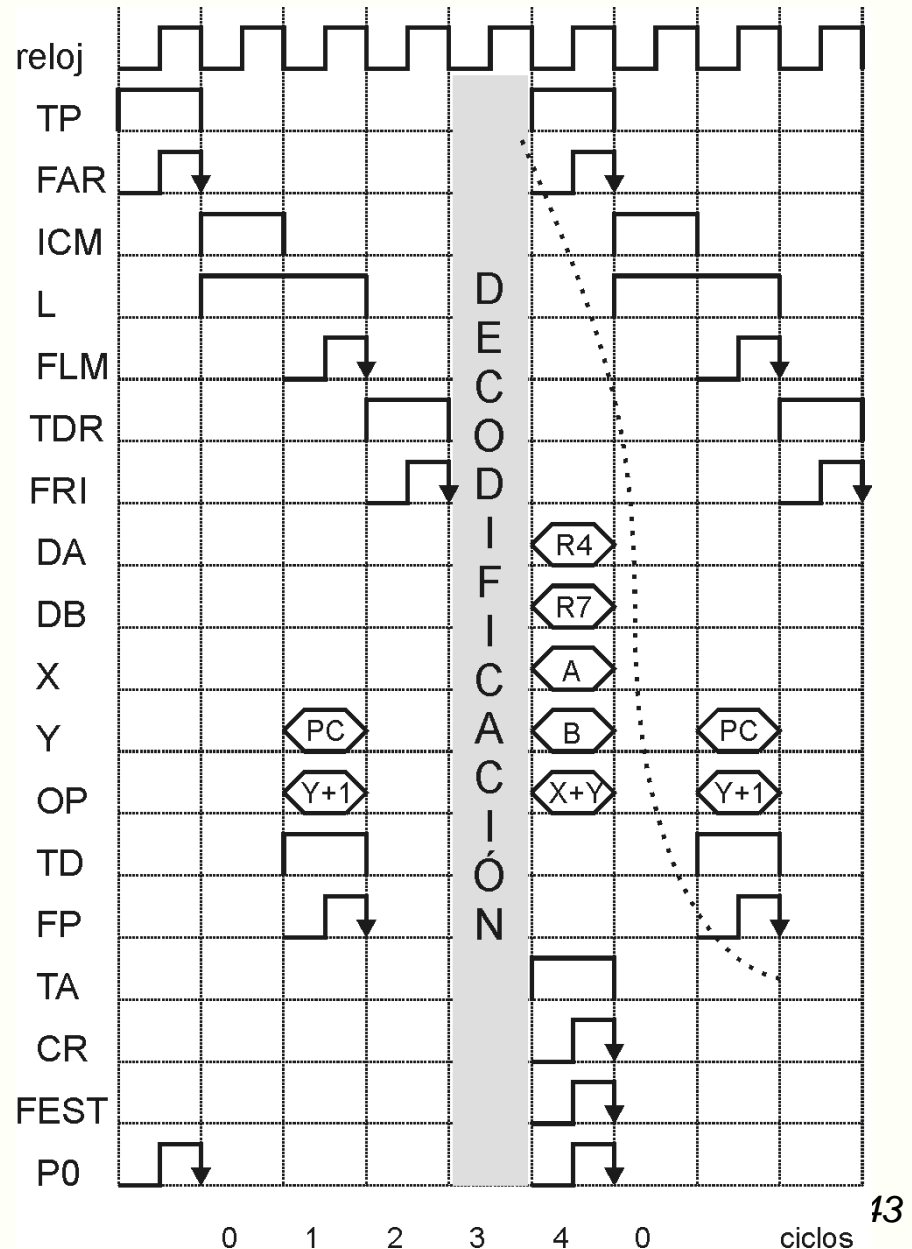 reloj
TP
FAR
ICM
L
FLM
TDR
FRI
DA R4
DB R7
X A
Y PC B PC
OP Y+1 X+Y Y+1
TD
FP
TA
CR
FEST
P0
DECODIFICACIÓN
0 1 2 3 4 0 ciclos
43